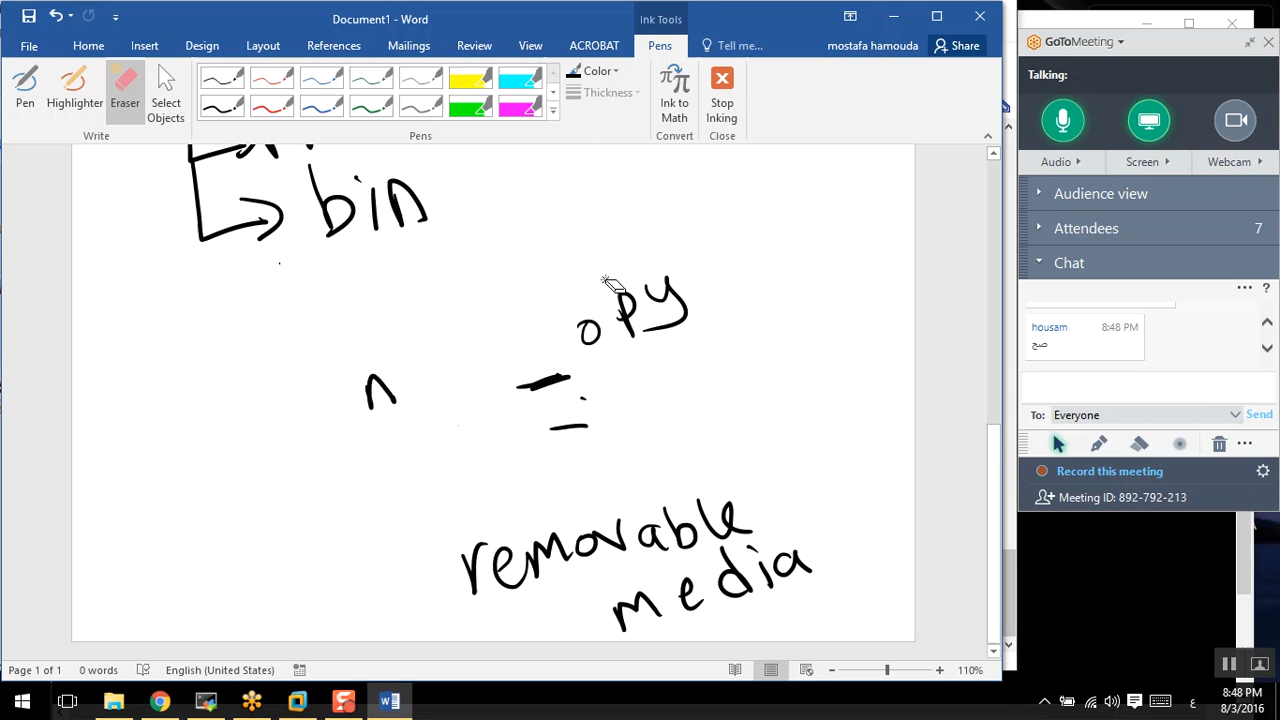 Document1 - Word
Ink Tools
File
Home
Insert
Design
Layout
References
Mailings
Review
View
ACROBAT
Pens
Tell me...
mostafa hamouda
Share
Pen
Highlighter
Eraser
Select
Objects
Color
Thickness
Ink to
Math
Stop
Inking
Write
Pens
Convert
Close
bin
opy
n
removable
media
Page 1 of 1
0 words
English (United States)
110%
GoToMeeting
Talking:
Audio
Screen
Webcam
Audience view
Attendees
7
Chat
housam
8:48 PM
صح
To:
Everyone
Send
Record this meeting
Meeting ID: 892-792-213
ع
8:48 PM
8/3/2016